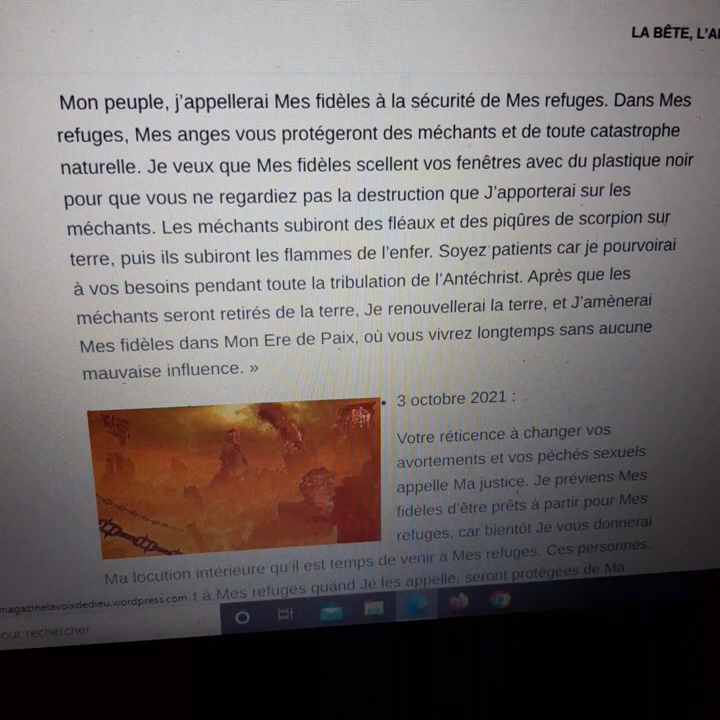 LA BÊTE, L'A
Mon peuple, j'appellerai Mes fidèles à la sécurité de Mes refuges. Dans Mes
refuges, Mes anges vous protégeront des méchants et de toute catastrophe
naturelle. Je veux que Mes fidèles scellent vos fenêtres avec du plastique noir
pour que vous ne regardiez pas la destruction que J'apporterai sur les
méchants. Les méchants subiront des fléaux et des piqûres de scorpion sur
terre, puis ils subiront les flammes de l'enfer. Soyez patients car je pourvoirai
à vos besoins pendant toute la tribulation de l'Antéchrist. Après que les
méchants seront retirés de la terre, Je renouvellerai la terre, et J'amènerai
Mes fidèles dans Mon Ere de Paix, où vous vivrez longtemps sans aucune
mauvaise influence. »
• 3 octobre 2021 :
Votre réticence à changer vos
avortements et vos péchés sexuels
appelle Ma justice. Je préviens Mes
fidèles d'être prêts à partir pour Mes
refuges, car bientôt Je vous donnerai
Ma locution intérieure qu'il est temps de venir à Mes refuges. Ces personnes,
t à Mes refuges quand Je les appelle, seront protégées de Ma
magazinelavoixdedieu.wordpress.com
our rechercher